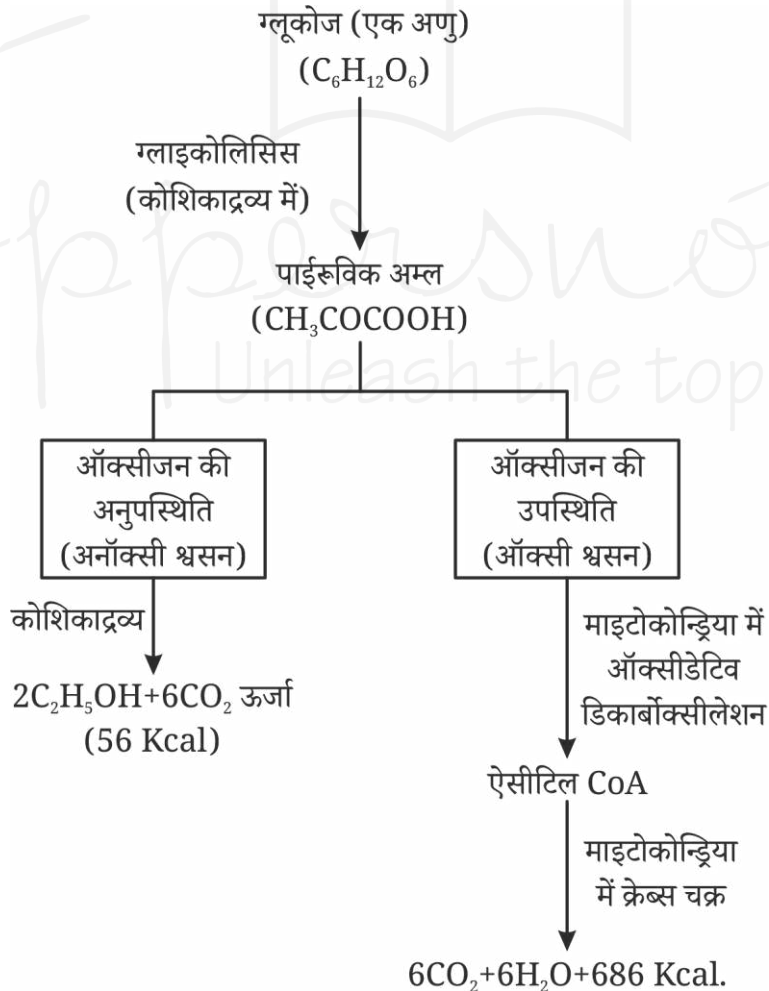 ग्लूकोज (एक अणु)
(C₆H₁₂O₆)
ग्लाइकोलिसिस
(कोशिकाद्रव्य में)
पाईरूविक अम्ल
(CH₃COCOOH)
Unleash the top
ऑक्सीजन की
अनुपस्थिति
(अनॉक्सी श्वसन)
कोशिकाद्रव्य
2C₂H₅OH+6CO₂ ऊर्जा
(56 Kcal)
ऑक्सीजन की
उपस्थिति
(ऑक्सी श्वसन)
माइटोकोन्ड्रिया में
ऑक्सीडेटिव
डिकार्बोक्सीलेशन
ऐसीटिल CoA
माइटोकोन्ड्रिया
में क्रेब्स चक्र
6CO₂+6H₂O+686 Kcal.